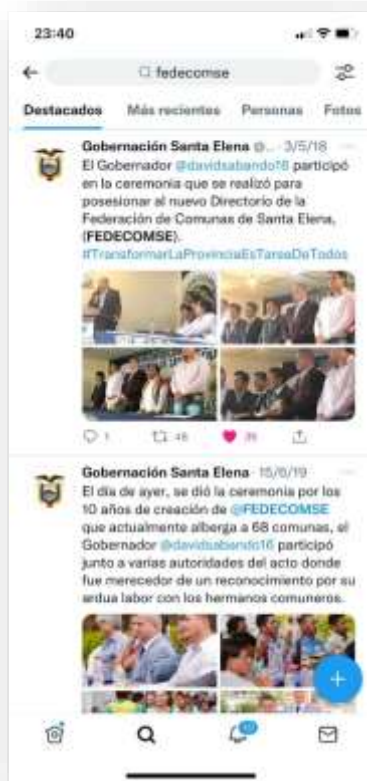 23:40
fedecomse
Destacados Más recientes Personas Fotos
Gobernación Santa Elena @... · 3/5/18
El Gobernador @davidsabando16 participó
en la ceremonia que se realizó para
posesionar al nuevo Directorio de la
Federación de Comunas de Santa Elena,
(FEDECOMSE).
#TransformarLaProvinciaEsTareaDeTodos
1 48 39
Gobernación Santa Elena · 15/6/19
El día de ayer, se dió la ceremonia por los
10 años de creación de @FEDECOMSE
que actualmente alberga a 68 comunas, el
Gobernador @davidsabando16 participó
junto a varias autoridades del acto donde
fue merecedor de un reconocimiento por su
ardua labor con los hermanos comuneros.